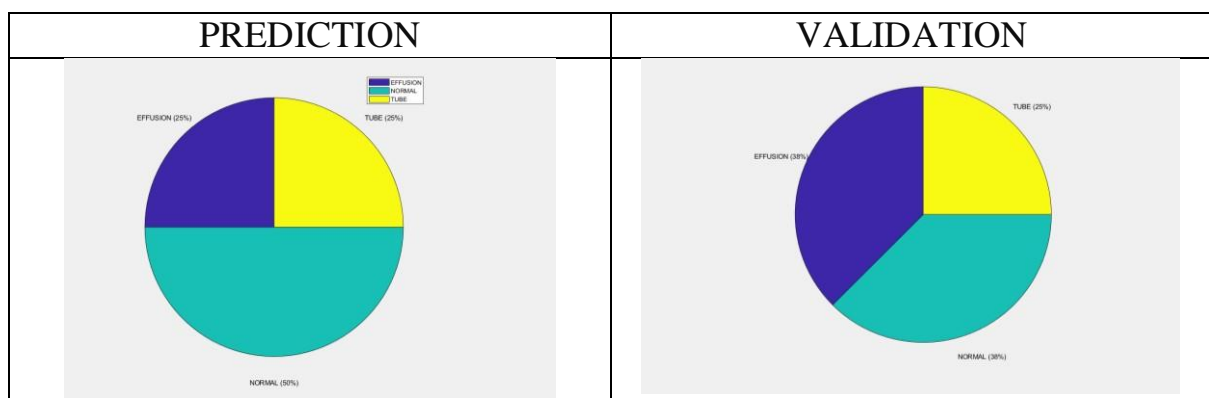 PREDICTION
VALIDATION
EFFUSION
NORMAL
TUBE
EFFUSION (25%)
TUBE (25%)
NORMAL (50%)
TUBE (25%)
EFFUSION (38%)
NORMAL (38%)